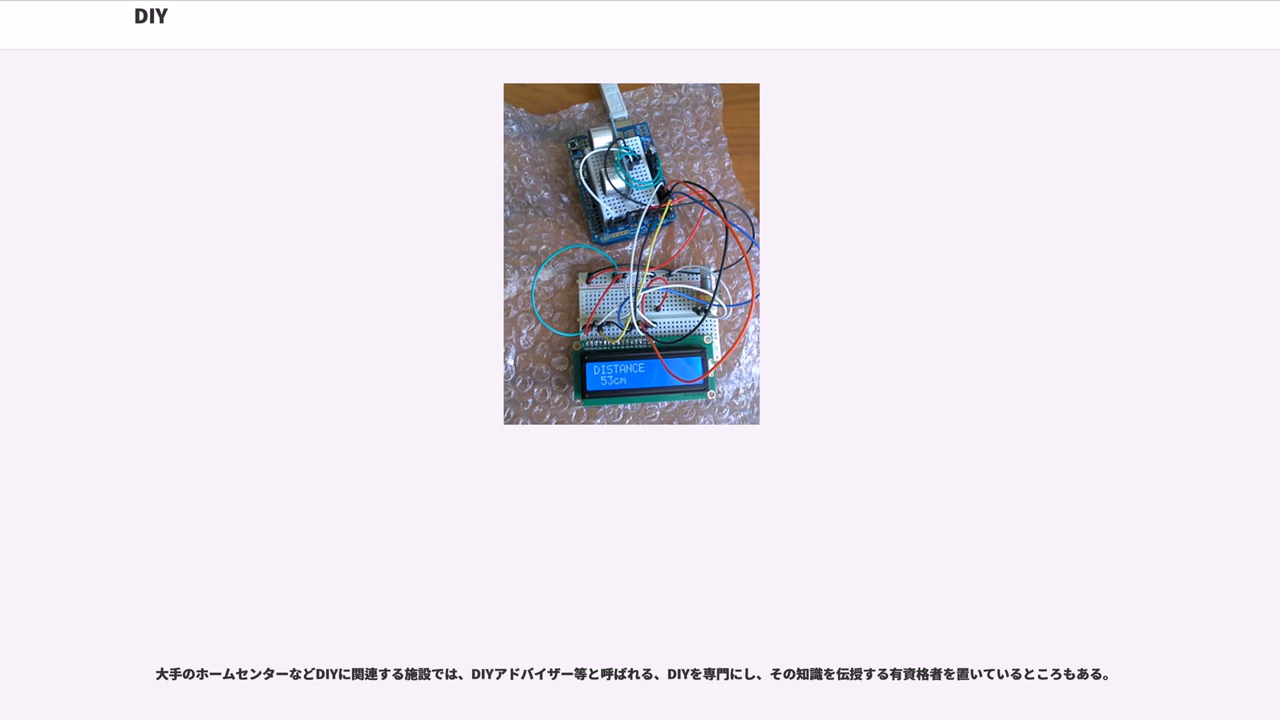 DIY
DISTANCE
53cm
大手のホームセンターなどDIYに関連する施設では、DIYアドバイザー等と呼ばれる、DIYを専門にし、その知識を伝授する有資格者を置いているところもある。